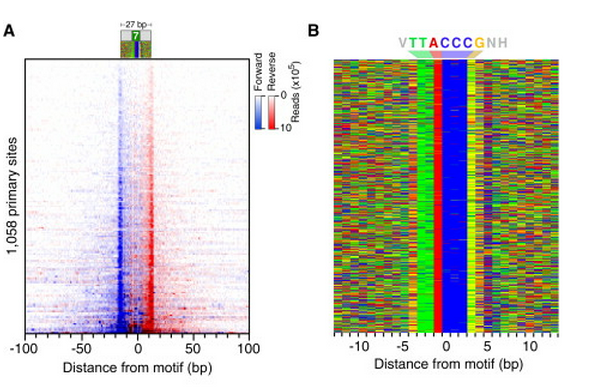 A
27 bp
7
1,058 primary sites
-100 -50 0 50 100
Distance from motif (bp)
Forward
Reverse
Reads (x10⁵)
0
10
B
VTTACCCGNH
-10 -5 0 5 10
Distance from motif (bp)